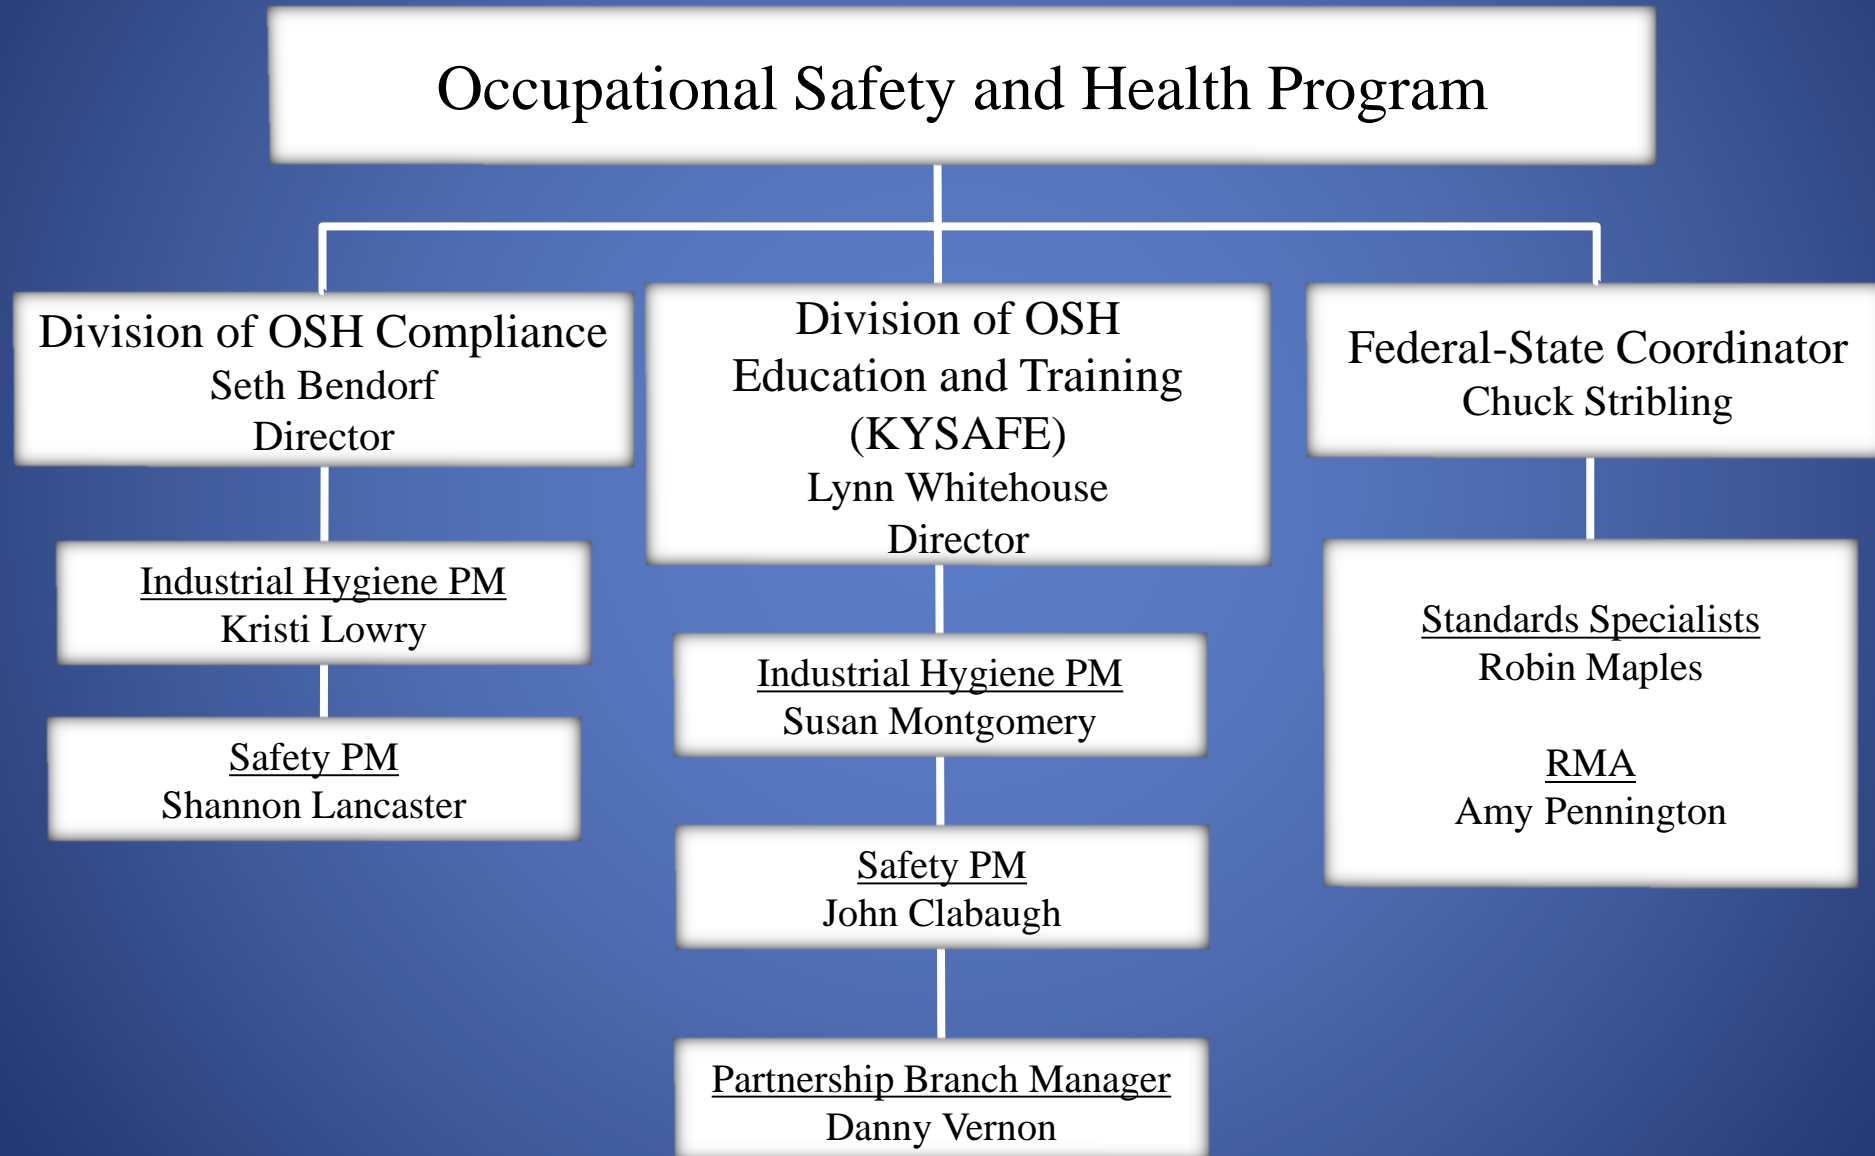 Occupational Safety and Health Program
Division of OSH Compliance
Seth Bendorf
Director
Industrial Hygiene PM
Kristi Lowry
Safety PM
Shannon Lancaster
Division of OSH
Education and Training
(KYSAFE)
Lynn Whitehouse
Director
Industrial Hygiene PM
Susan Montgomery
Safety PM
John Clabaugh
Partnership Branch Manager
Danny Vernon
Federal-State Coordinator
Chuck Stribling
Standards Specialists
Robin Maples
RMA
Amy Pennington